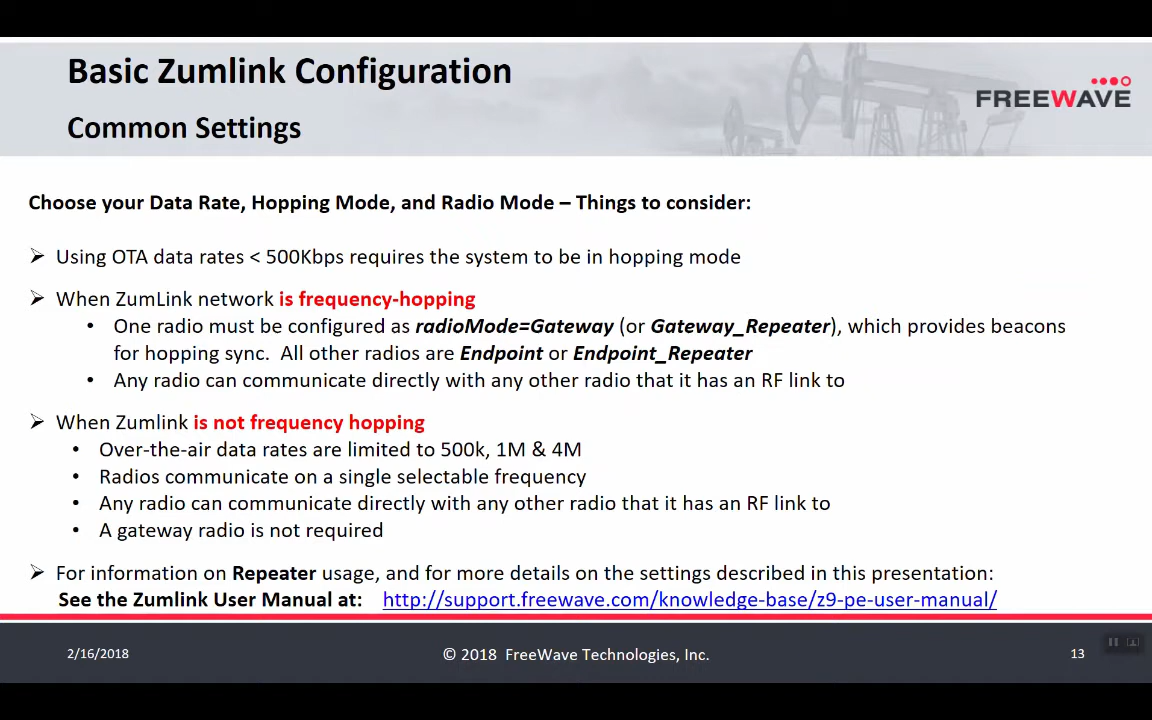 Basic Zumlink Configuration
FREEWAVE
Common Settings
Choose your Data Rate, Hopping Mode, and Radio Mode – Things to consider:
➢ Using OTA data rates < 500Kbps requires the system to be in hopping mode
➢ When ZumLink network is frequency-hopping
• One radio must be configured as radioMode=Gateway (or Gateway_Repeater), which provides beacons
for hopping sync. All other radios are Endpoint or Endpoint_Repeater
• Any radio can communicate directly with any other radio that it has an RF link to
➢ When Zumlink is not frequency hopping
• Over-the-air data rates are limited to 500k, 1M & 4M
• Radios communicate on a single selectable frequency
• Any radio can communicate directly with any other radio that it has an RF link to
• A gateway radio is not required
➢ For information on Repeater usage, and for more details on the settings described in this presentation:
See the Zumlink User Manual at: http://support.freewave.com/knowledge-base/z9-pe-user-manual/
2/16/2018 © 2018 FreeWave Technologies, Inc. 13